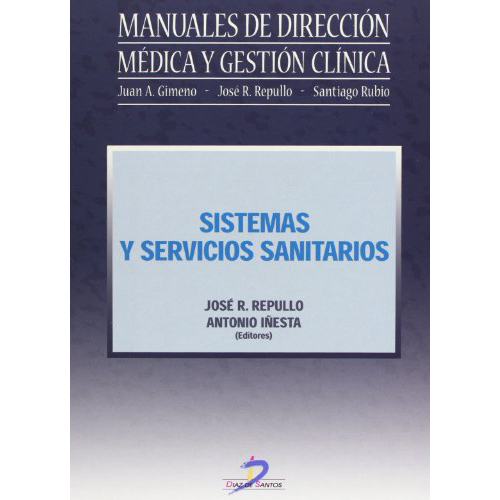 MANUALES DE DIRECCIÓN
MÉDICA Y GESTIÓN CLÍNICA
Juan A. Gimeno - José R. Repullo - Santiago Rubio
SISTEMAS
Y SERVICIOS SANITARIOS
JOSÉ R. REPULLO
ANTONIO IÑESTA
(Editores)
DIAZ DE SANTOS